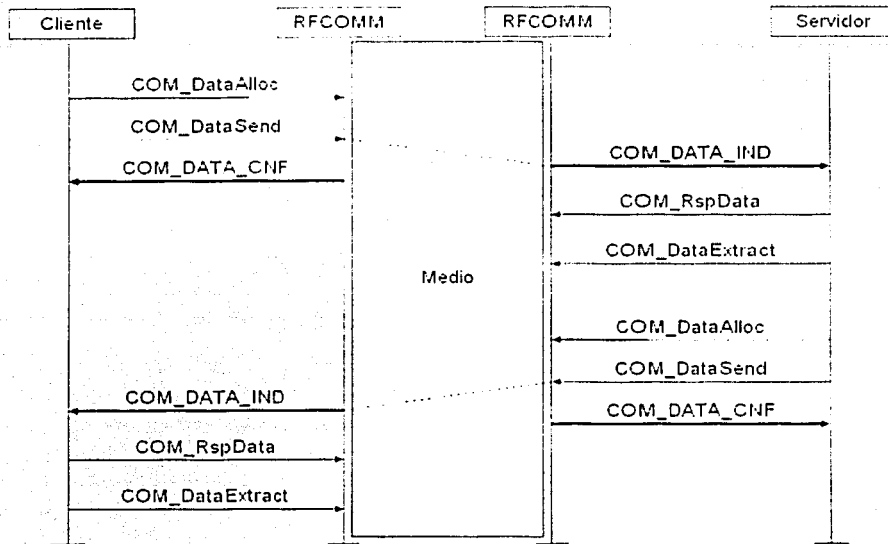 Cliente
RFCOMM
RFCOMM
Servidor
COM_DataAlloc
COM_DataSend
COM_DATA_IND
COM_DATA_CNF
COM_RspData
COM_DataExtract
Medio
COM_DataAlloc
COM_DataSend
COM_DATA_IND
COM_DATA_CNF
COM_RspData
COM_DataExtract